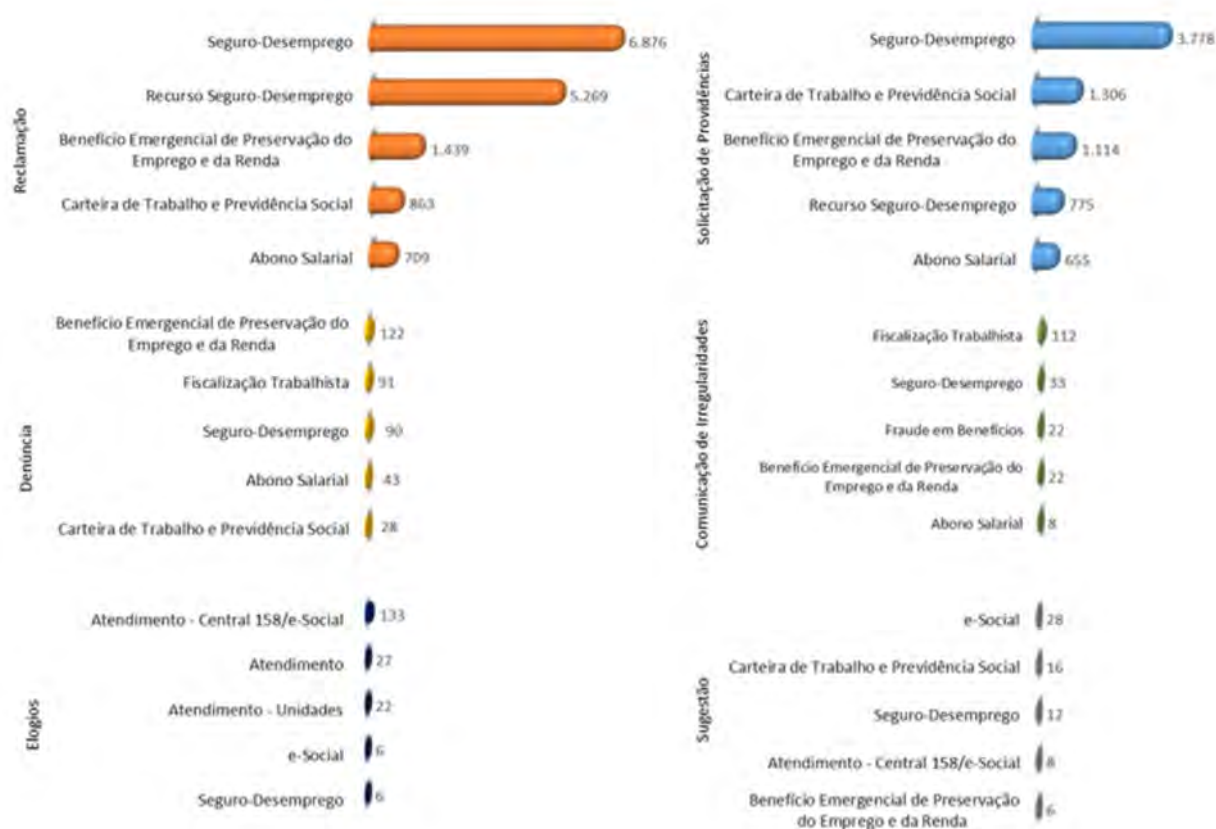 Reclamação
Seguro-Desemprego 6.876
Recurso Seguro-Desemprego 5.269
Benefício Emergencial de Preservação do
Emprego e da Renda 1.439
Carteira de Trabalho e Previdência Social 863
Abono Salarial 709
Solicitação de Providências
Seguro-Desemprego 3.778
Carteira de Trabalho e Previdência Social 1.306
Benefício Emergencial de Preservação do
Emprego e da Renda 1.114
Recurso Seguro-Desemprego 775
Abono Salarial 655
Denúncia
Benefício Emergencial de Preservação do
Emprego e da Renda 122
Fiscalização Trabalhista 91
Seguro-Desemprego 90
Abono Salarial 43
Carteira de Trabalho e Previdência Social 28
Comunicação de Irregularidades
Fiscalização Trabalhista 112
Seguro-Desemprego 33
Fraude em Benefícios 22
Benefício Emergencial de Preservação do
Emprego e da Renda 22
Abono Salarial 8
Elogios
Atendimento - Central 158/e-Social 133
Atendimento 27
Atendimento - Unidades 22
e-Social 6
Seguro-Desemprego 6
Sugestão
e-Social 28
Carteira de Trabalho e Previdência Social 16
Seguro-Desemprego 12
Atendimento - Central 158/e-Social 8
Benefício Emergencial de Preservação
do Emprego e da Renda 6